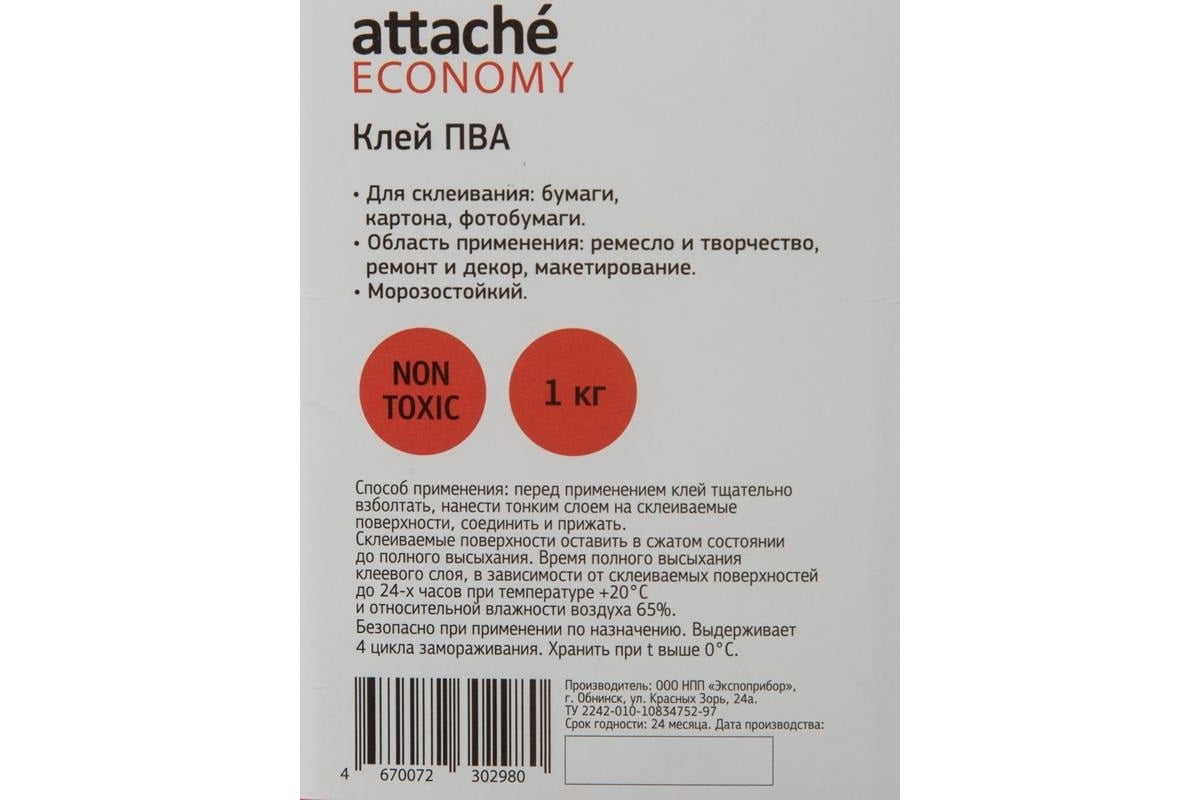 attaché
ECONOMY
Клей ПВА
• Для склеивания: бумаги,
картона, фотобумаги.
• Область применения: ремесло и творчество,
ремонт и декор, макетирование.
• Морозостойкий.
NON
TOXIC
1 кг
Способ применения: перед применением клей тщательно
взболтать, нанести тонким слоем на склеиваемые
поверхности, соединить и прижать.
Склеиваемые поверхности оставить в сжатом состоянии
до полного высыхания. Время полного высыхания
клеевого слоя, в зависимости от склеиваемых поверхностей
до 24-х часов при температуре +20°С
и относительной влажности воздуха 65%.
Безопасно при применении по назначению. Выдерживает
4 цикла замораживания. Хранить при t выше 0°С.
Производитель: ООО НПП «Экспоприбор»,
г. Обнинск, ул. Красных Зорь, 24а.
ТУ 2242-010-10834752-97
Срок годности: 24 месяца. Дата производства:
4 670072 302980